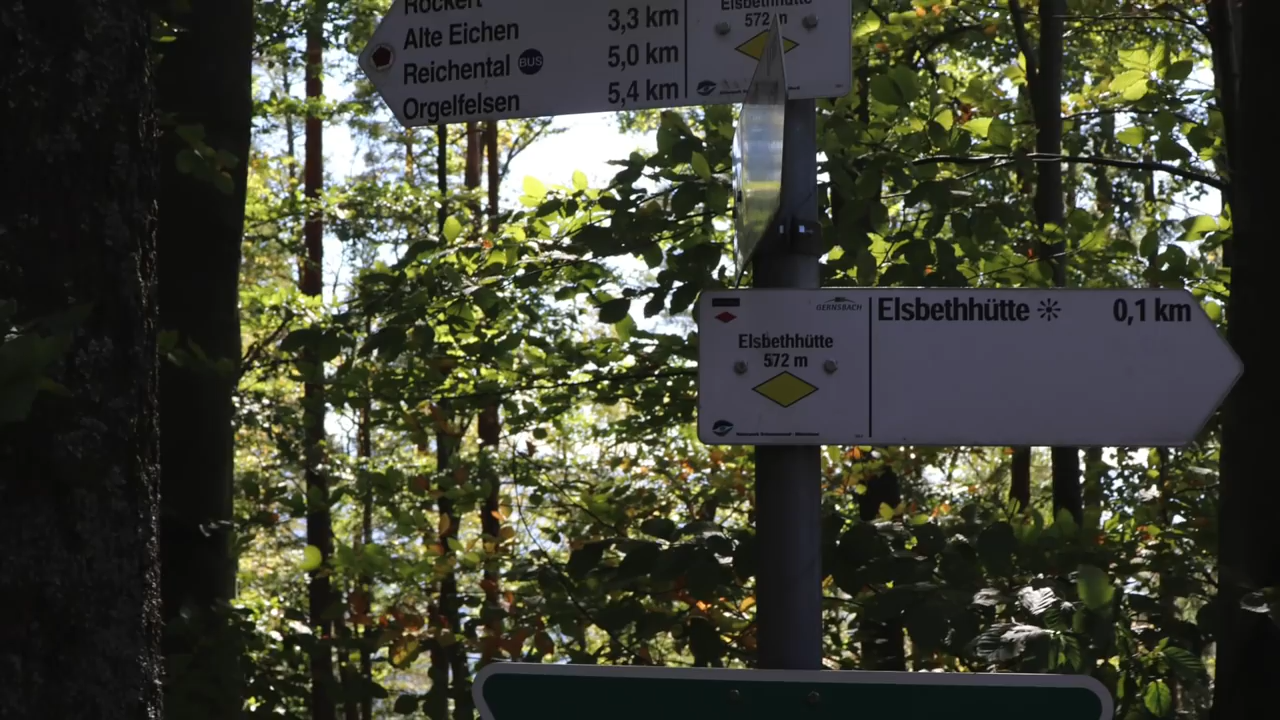 Rockert
Alte Eichen 3,3 km
Reichental BUS 5,0 km
Orgelfelsen 5,4 km
Elsbethhütte
572 m
GERNSBACH
Elsbethhütte
572 m
Elsbethhütte 0,1 km